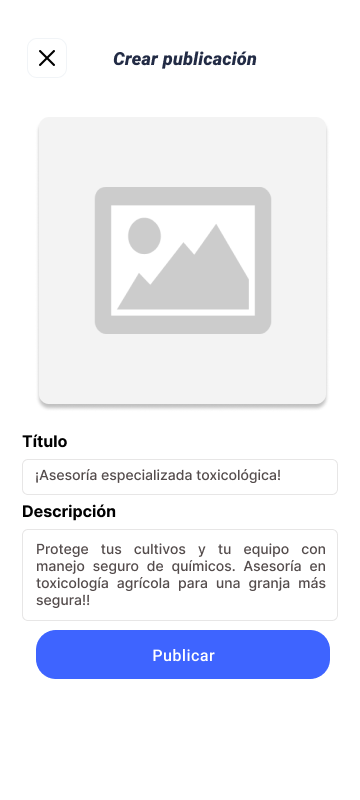 Crear publicación
Título
¡Asesoría especializada toxicológica!
Descripción
Protege tus cultivos y tu equipo con
manejo seguro de químicos. Asesoría en
toxicología agrícola para una granja más
segura!!
Publicar